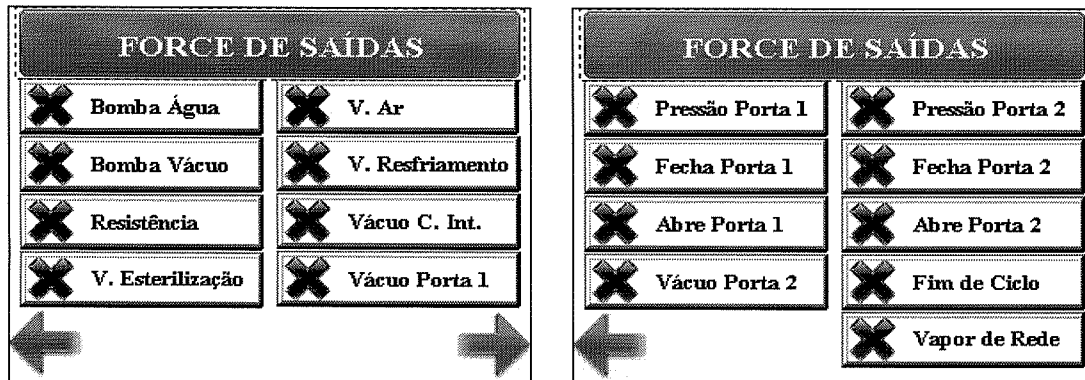 FORCE DE SAÍDAS
Bomba Água
V. Ar
Bomba Vácuo
V. Resfriamento
Resistência
Vácuo C. Int.
V. Esterilização
Vácuo Porta 1
FORCE DE SAÍDAS
Pressão Porta 1
Pressão Porta 2
Fecha Porta 1
Fecha Porta 2
Abre Porta 1
Abre Porta 2
Vácuo Porta 2
Fim de Ciclo
Vapor de Rede